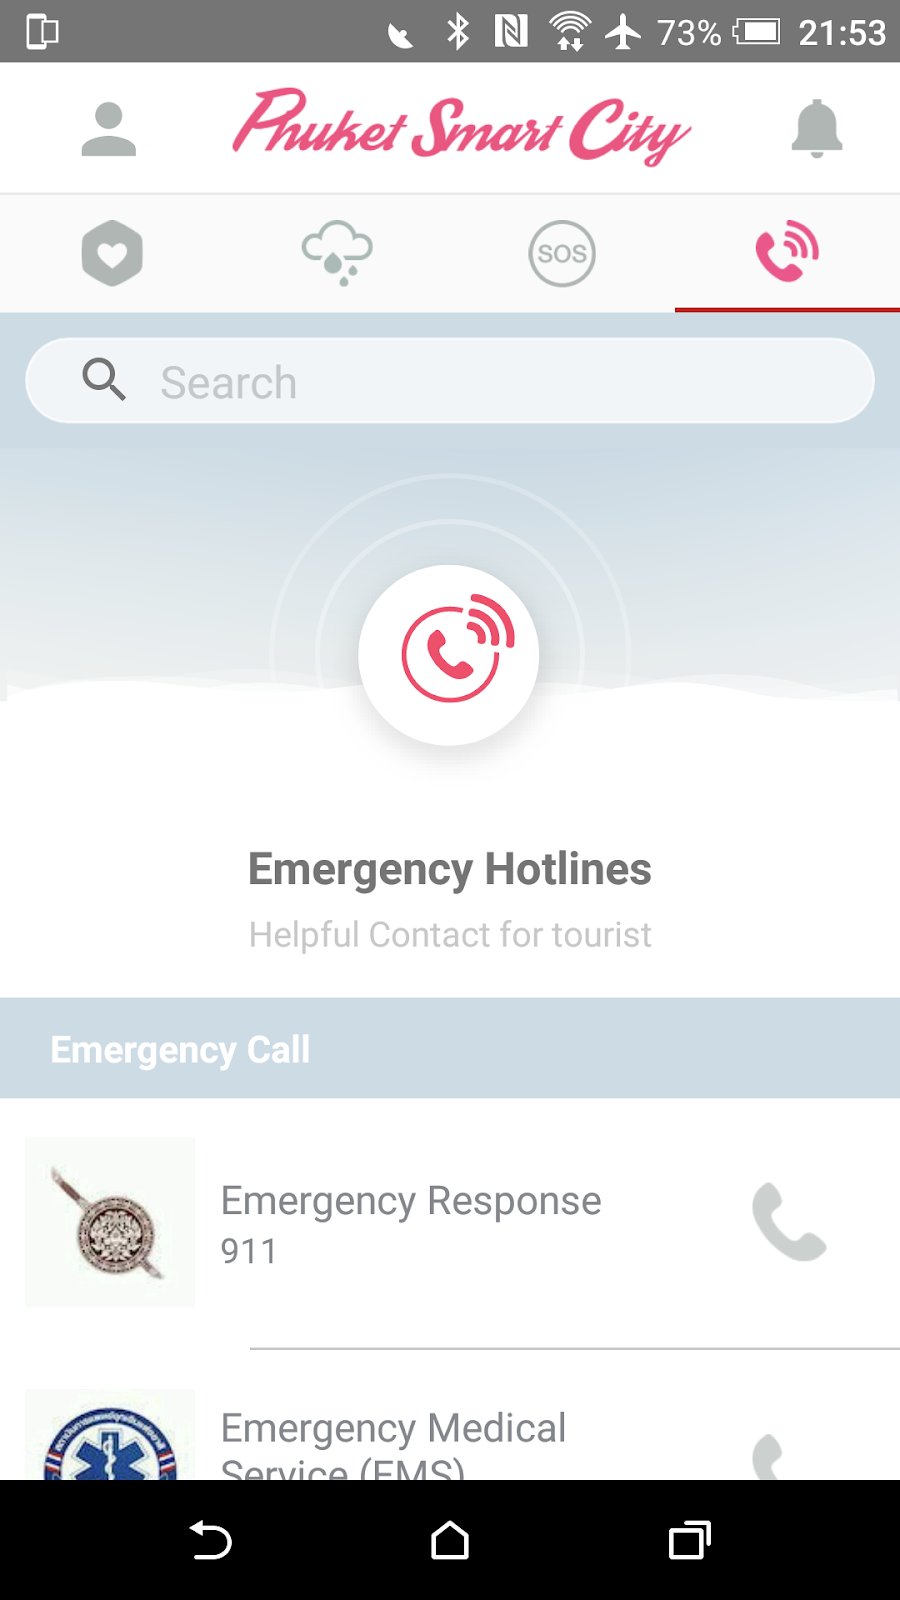 73% 21:53
Phuket Smart City
SOS
Search
Emergency Hotlines
Helpful Contact for tourist
Emergency Call
Emergency Response
911
Emergency Medical
Service (EMS)